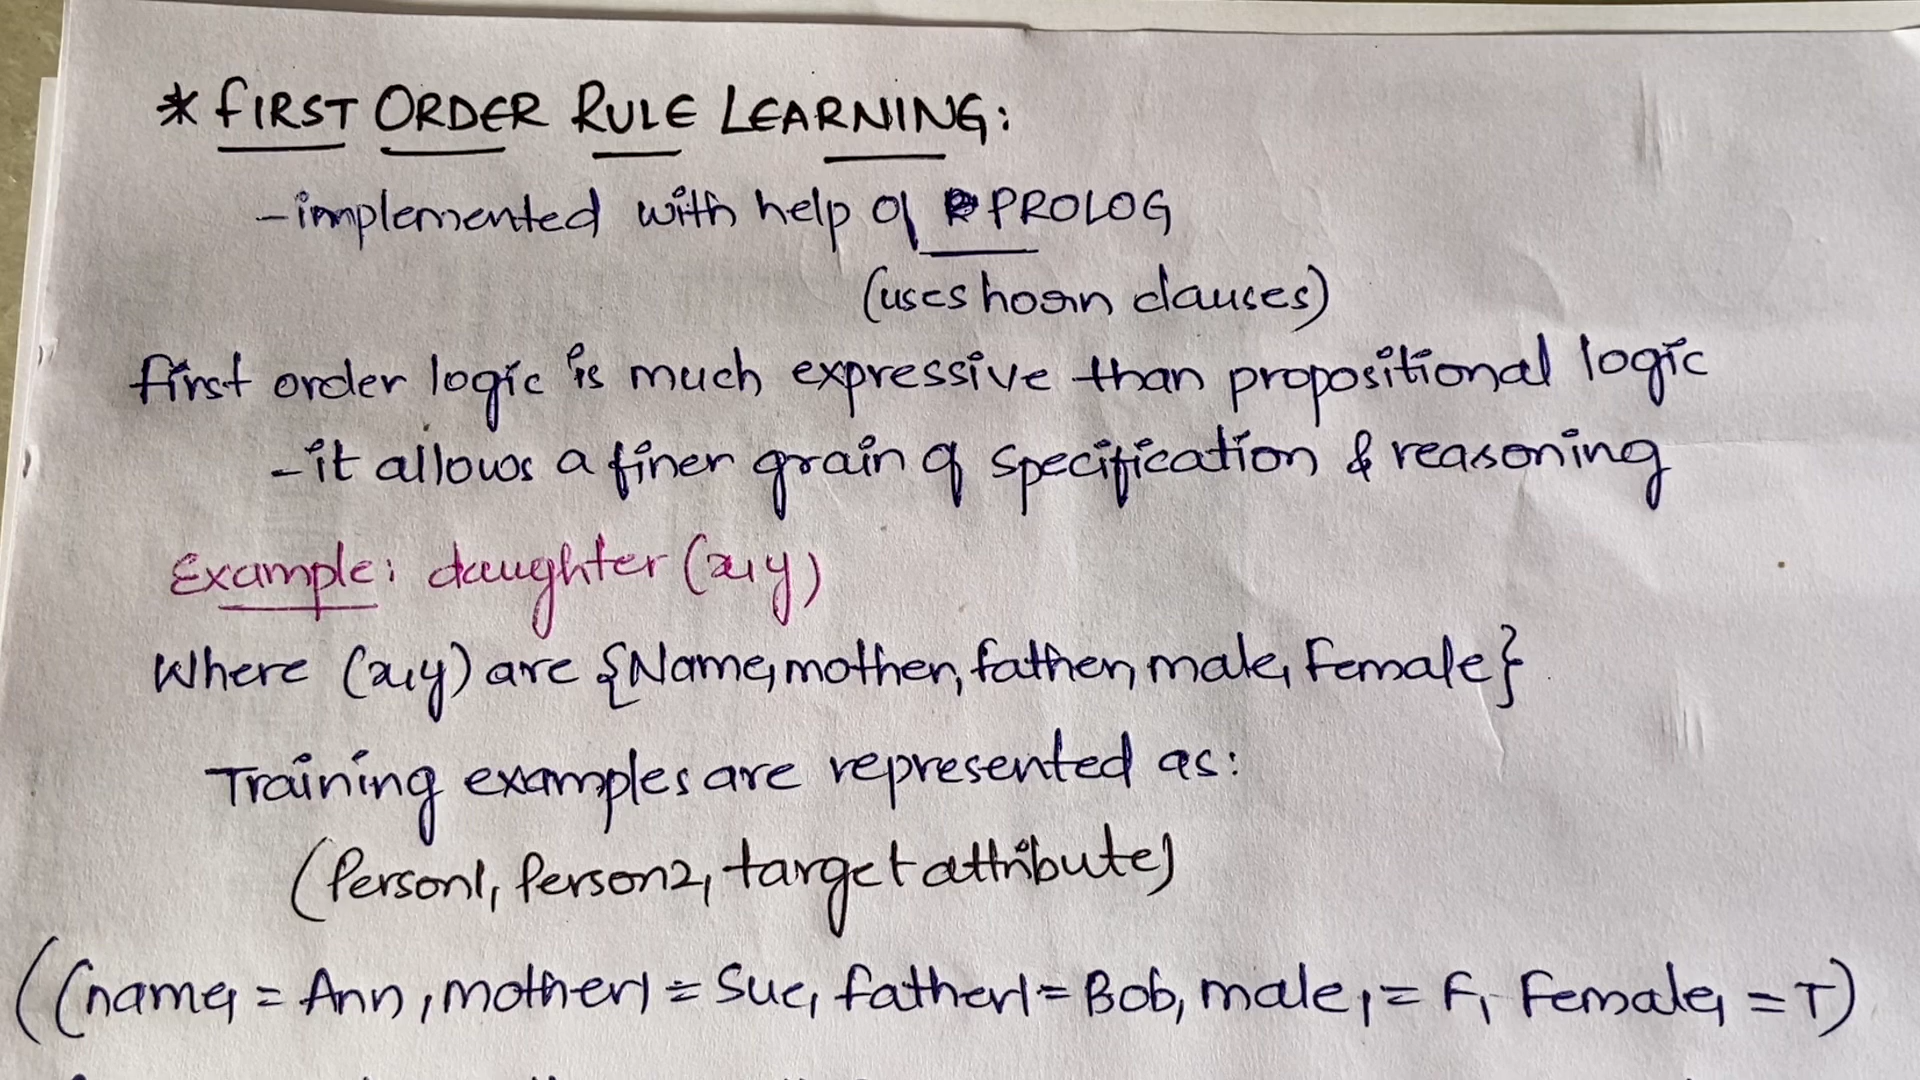 * FIRST ORDER RULE LEARNING:
- implemented with help of PROLOG
(uses horn clauses)
first order logic is much expressive than propositional logic
- it allows a finer grain of specification & reasoning
Example: daughter (x,y)
Where (x,y) are {Name, mother, father, male, Female}
Training examples are represented as:
(Person1, Person2, target attribute)
((name1 = Ann, mother1 = Sue, father1 = Bob, male1 = F, Female1 = T)